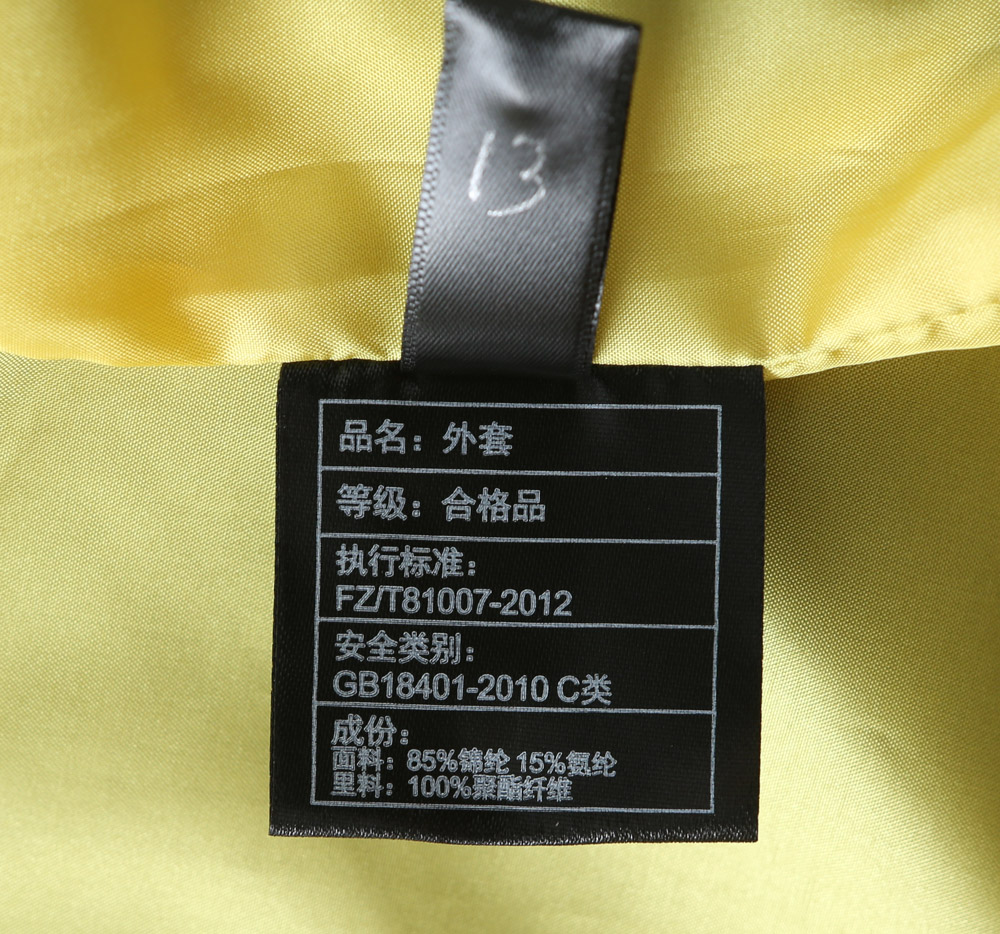 13
品名：外套
等级：合格品
执行标准：
FZ/T81007-2012
安全类别：
GB18401-2010 C类
成份：
面料：85%锦纶 15%氨纶
里料：100%聚酯纤维